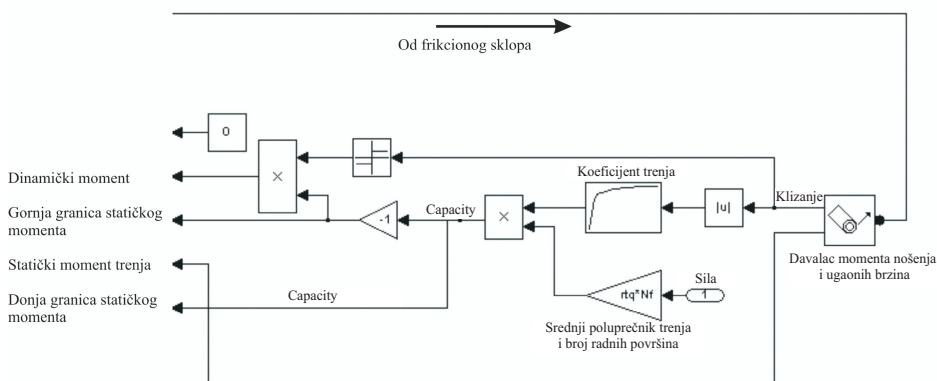 Od frikcionog sklopa
0
Dinamički moment
×
Koeficijent trenja
Gornja granica statičkog
momenta
-1
Capacity
×
|u|
Klizanje
Statički moment trenja
Davalac momenta nošenja
i ugaonih brzina
Donja granica statičkog
momenta
Capacity
rtq*Nf
Sila
1
Srednji poluprečnik trenja
i broj radnih površina